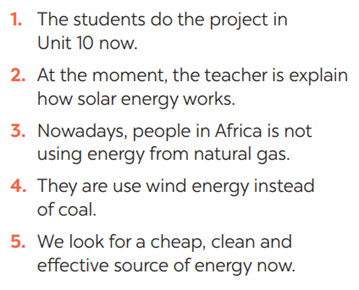 1. The students do the project in
Unit 10 now.
2. At the moment, the teacher is explain
how solar energy works.
3. Nowadays, people in Africa is not
using energy from natural gas.
4. They are use wind energy instead
of coal.
5. We look for a cheap, clean and
effective source of energy now.